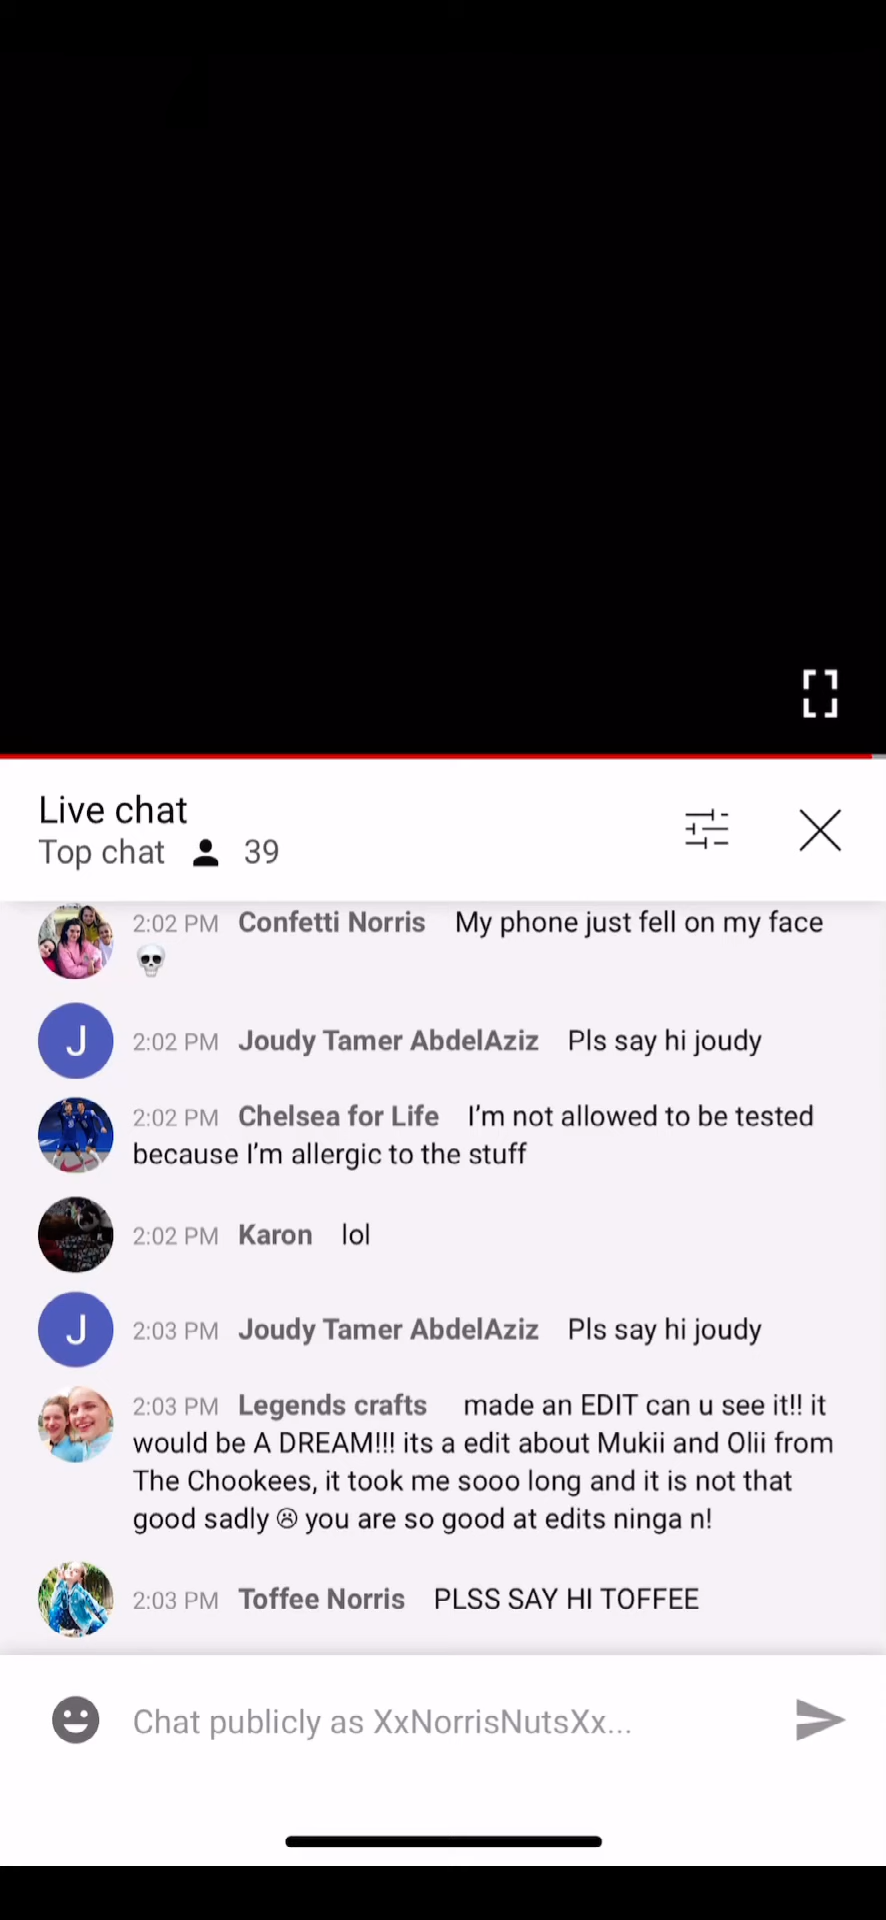 Live chat
Top chat 39
2:02 PM Confetti Norris My phone just fell on my face
💀
J 2:02 PM Joudy Tamer AbdelAziz Pls say hi joudy
2:02 PM Chelsea for Life I’m not allowed to be tested
because I’m allergic to the stuff
2:02 PM Karon lol
J 2:03 PM Joudy Tamer AbdelAziz Pls say hi joudy
2:03 PM Legends crafts made an EDIT can u see it!! it
would be A DREAM!!! its a edit about Mukii and Olii from
The Chookees, it took me sooo long and it is not that
good sadly ☹ you are so good at edits ninga n!
2:03 PM Toffee Norris PLSS SAY HI TOFFEE
Chat publicly as XxNorrisNutsXx...